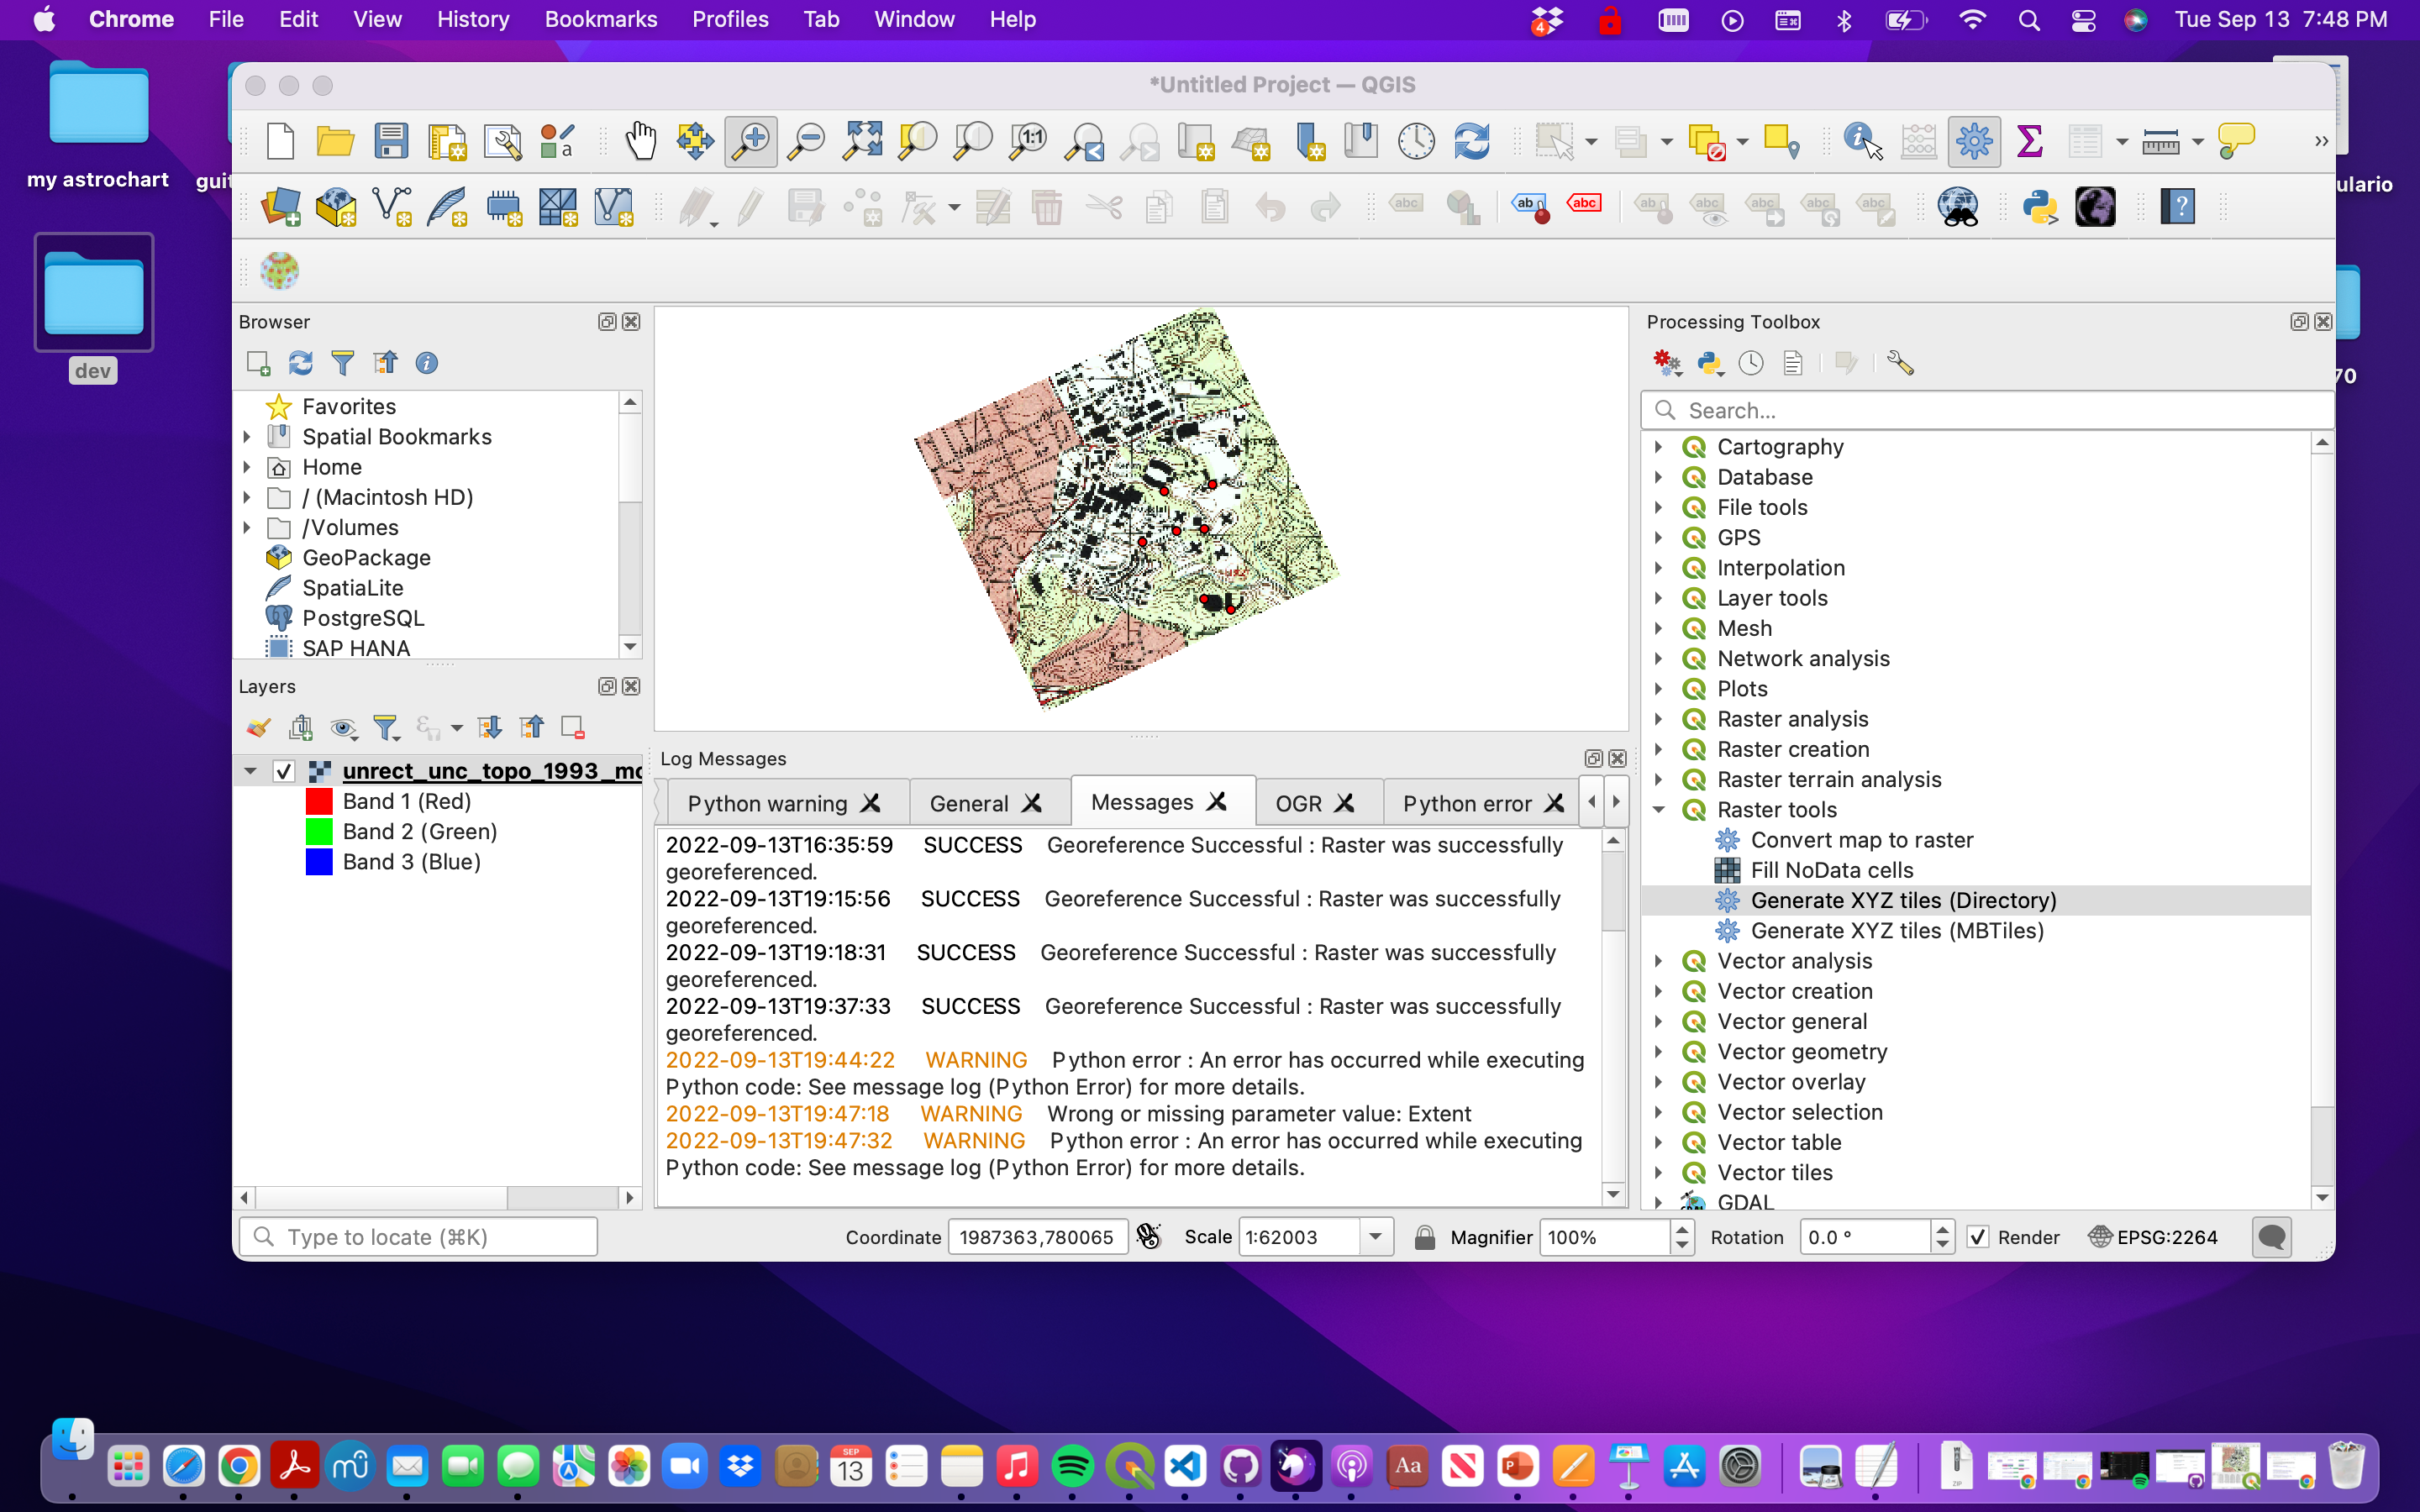 Chrome File Edit View History Bookmarks Profiles Tab Window Help
4
Tue Sep 13 7:48 PM
my astrochart
guit
dev
ulario
70
*Untitled Project — QGIS
Browser
Favorites
Spatial Bookmarks
Home
/ (Macintosh HD)
/Volumes
GeoPackage
SpatiaLite
PostgreSQL
SAP HANA
Layers
unrect_unc_topo_1993_mo
Band 1 (Red)
Band 2 (Green)
Band 3 (Blue)
Type to locate (⌘K)
Log Messages
Python warning General Messages OGR Python error
2022-09-13T16:35:59 SUCCESS Georeference Successful : Raster was successfully
georeferenced.
2022-09-13T19:15:56 SUCCESS Georeference Successful : Raster was successfully
georeferenced.
2022-09-13T19:18:31 SUCCESS Georeference Successful : Raster was successfully
georeferenced.
2022-09-13T19:37:33 SUCCESS Georeference Successful : Raster was successfully
georeferenced.
2022-09-13T19:44:22 WARNING Python error : An error has occurred while executing
Python code: See message log (Python Error) for more details.
2022-09-13T19:47:18 WARNING Wrong or missing parameter value: Extent
2022-09-13T19:47:32 WARNING Python error : An error has occurred while executing
Python code: See message log (Python Error) for more details.
Processing Toolbox
Search...
Cartography
Database
File tools
GPS
Interpolation
Layer tools
Mesh
Network analysis
Plots
Raster analysis
Raster creation
Raster terrain analysis
Raster tools
Convert map to raster
Fill NoData cells
Generate XYZ tiles (Directory)
Generate XYZ tiles (MBTiles)
Vector analysis
Vector creation
Vector general
Vector geometry
Vector overlay
Vector selection
Vector table
Vector tiles
GDAL
Coordinate 1987363,780065 Scale 1:62003 Magnifier 100% Rotation 0.0 ° Render EPSG:2264
SEP
13
Aa